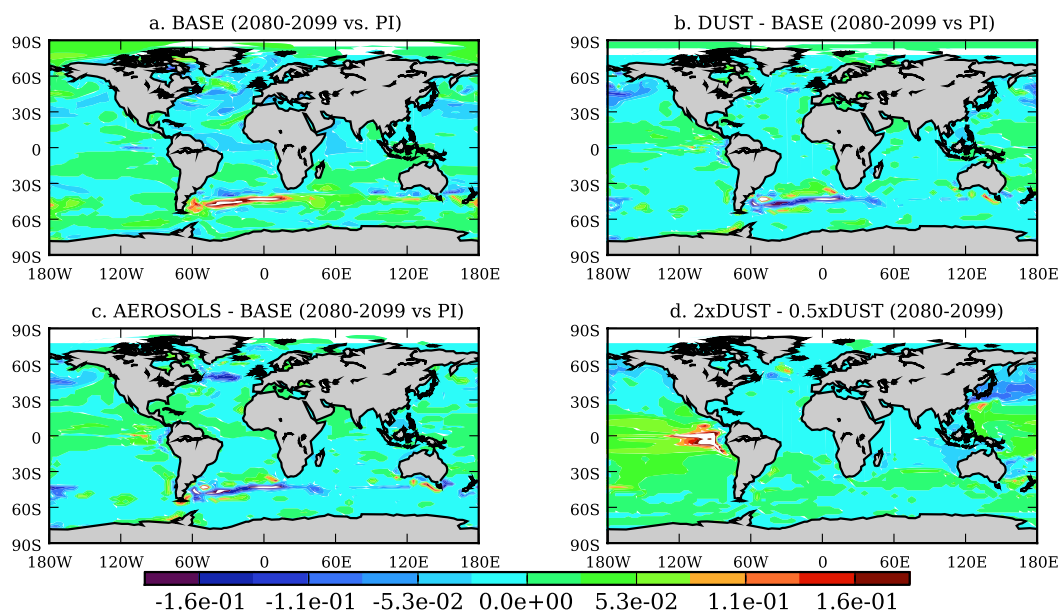 a. BASE (2080-2099 vs. PI)
b. DUST - BASE (2080-2099 vs PI)
90S
60S
30S
0
30S
60S
90S
180W 120W 60W 0 60E 120E 180E
90S
60S
30S
0
30S
60S
90S
180W 120W 60W 0 60E 120E 180E
c. AEROSOLS - BASE (2080-2099 vs PI)
d. 2xDUST - 0.5xDUST (2080-2099)
90S
60S
30S
0
30S
60S
90S
180W 120W 60W 0 60E 120E 180E
90S
60S
30S
0
30S
60S
90S
180W 120W 60W 0 60E 120E 180E
-1.6e-01 -1.1e-01 -5.3e-02 0.0e+00 5.3e-02 1.1e-01 1.6e-01